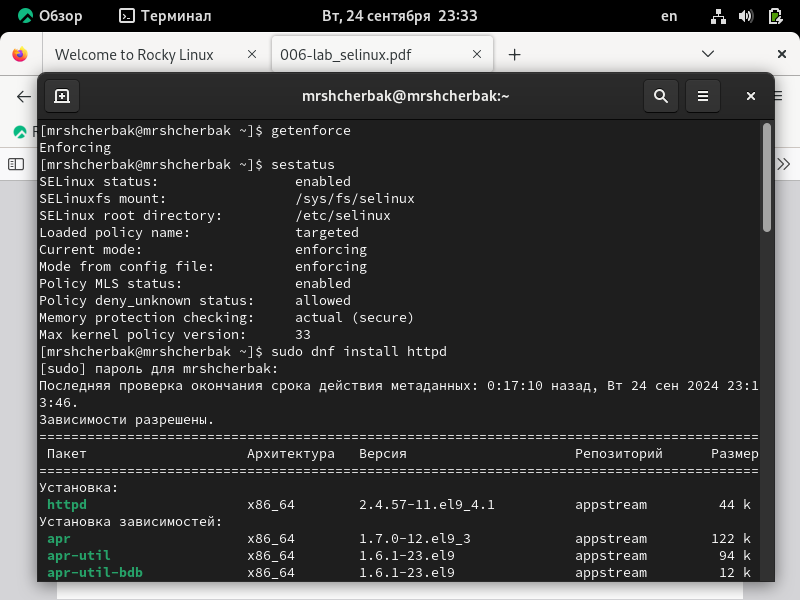 Обзор Терминал Вт, 24 сентября 23:33 en
Welcome to Rocky Linux × 006-lab_selinux.pdf × +
mrshcherbak@mrshcherbak:~
[mrshcherbak@mrshcherbak ~]$ getenforce
Enforcing
[mrshcherbak@mrshcherbak ~]$ sestatus
SELinux status: enabled
SELinuxfs mount: /sys/fs/selinux
SELinux root directory: /etc/selinux
Loaded policy name: targeted
Current mode: enforcing
Mode from config file: enforcing
Policy MLS status: enabled
Policy deny_unknown status: allowed
Memory protection checking: actual (secure)
Max kernel policy version: 33
[mrshcherbak@mrshcherbak ~]$ sudo dnf install httpd
[sudo] пароль для mrshcherbak:
Последняя проверка окончания срока действия метаданных: 0:17:10 назад, Вт 24 сен 2024 23:1
3:46.
Зависимости разрешены.
==========================================================================================
Пакет Архитектура Версия Репозиторий Размер
==========================================================================================
Установка:
httpd x86_64 2.4.57-11.el9_4.1 appstream 44 k
Установка зависимостей:
apr x86_64 1.7.0-12.el9_3 appstream 122 k
apr-util x86_64 1.6.1-23.el9 appstream 94 k
apr-util-bdb x86_64 1.6.1-23.el9 appstream 12 k